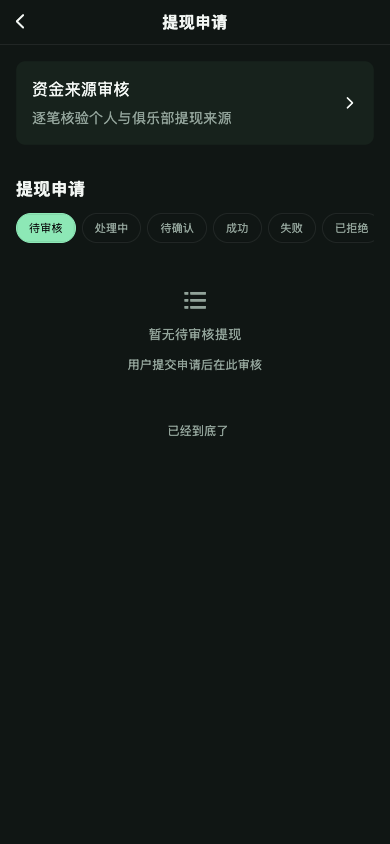 提现申请
资金来源审核
逐笔核验个人与俱乐部提现来源
提现申请
待审核 处理中 待确认 成功 失败 已拒绝
暂无待审核提现
用户提交申请后在此审核
已经到底了